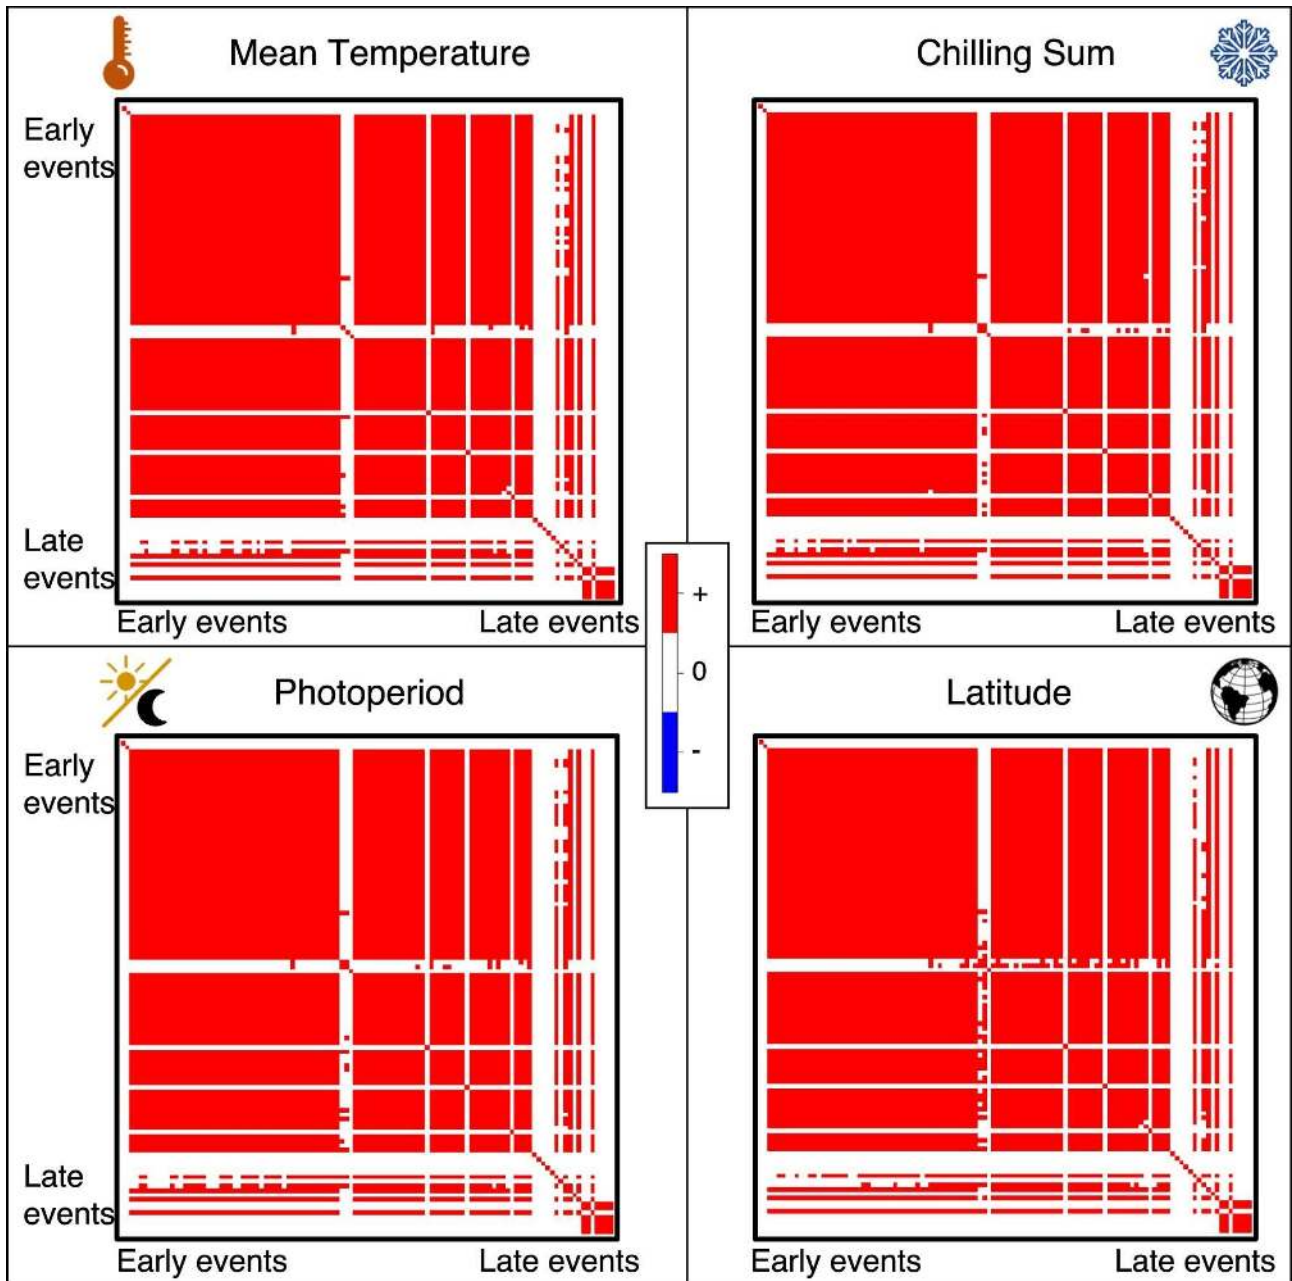 Mean Temperature
Chilling Sum
Early
events
Late
events
Early events
Late events
Early events
Late events
+
0
-
Photoperiod
Latitude
Early
events
Late
events
Early events
Late events
Early events
Late events